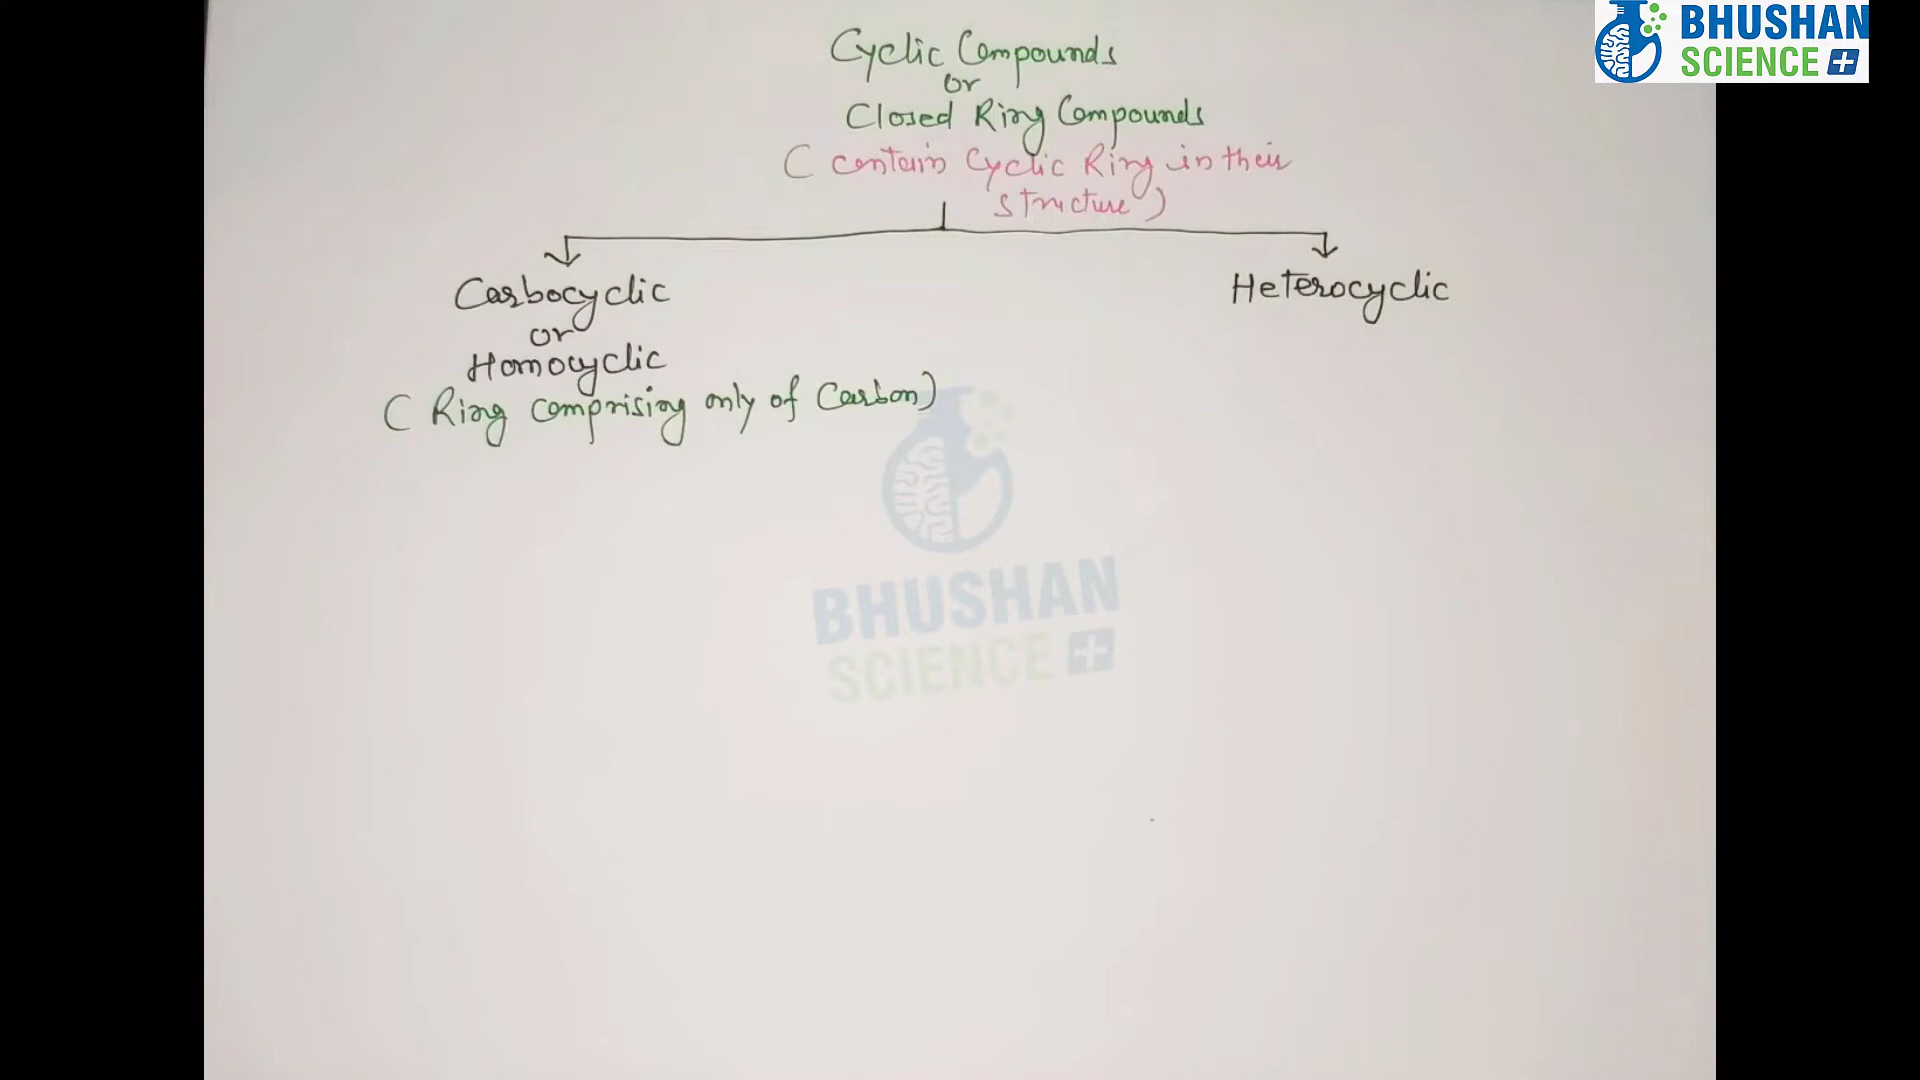 BHUSHAN
SCIENCE +
Cyclic Compounds
or
Closed Ring Compounds
( contain Cyclic Ring in their
structure )
Carbocyclic
or
Homocyclic
( Ring comprising only of Carbon)
Heterocyclic
BHUSHAN
SCIENCE +